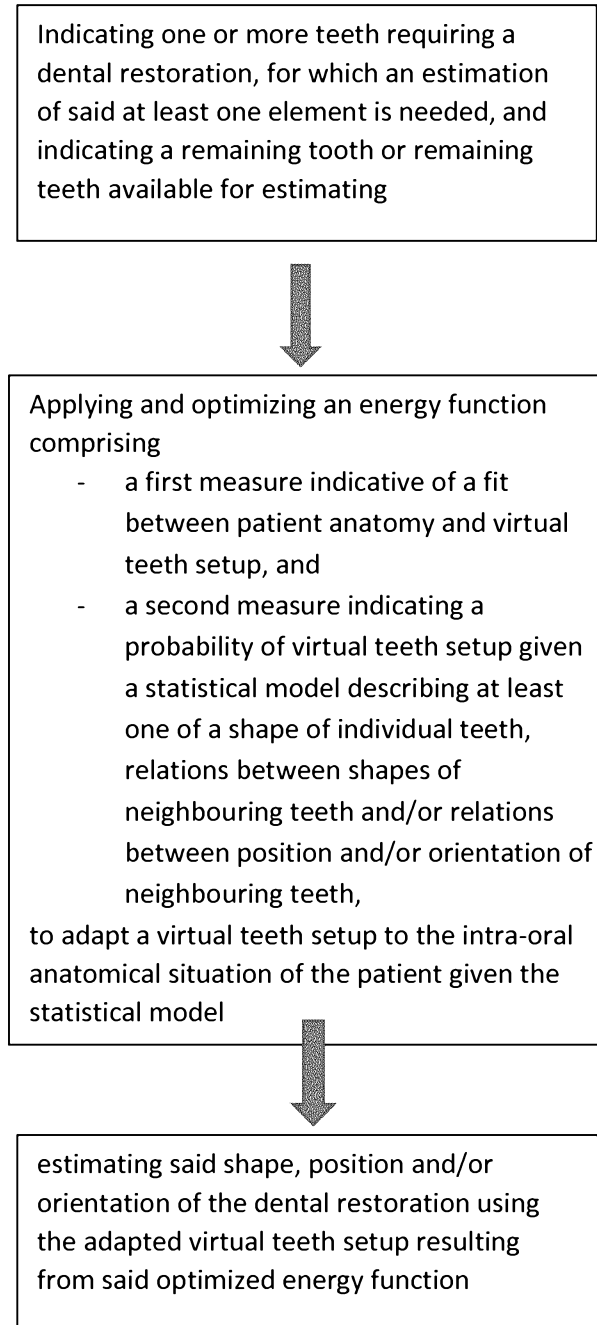 Indicating one or more teeth requiring a
dental restoration, for which an estimation
of said at least one element is needed, and
indicating a remaining tooth or remaining
teeth available for estimating
Applying and optimizing an energy function
comprising
- a first measure indicative of a fit
between patient anatomy and virtual
teeth setup, and
- a second measure indicating a
probability of virtual teeth setup given
a statistical model describing at least
one of a shape of individual teeth,
relations between shapes of
neighbouring teeth and/or relations
between position and/or orientation of
neighbouring teeth,
to adapt a virtual teeth setup to the intra-oral
anatomical situation of the patient given the
statistical model
estimating said shape, position and/or
orientation of the dental restoration using
the adapted virtual teeth setup resulting
from said optimized energy function